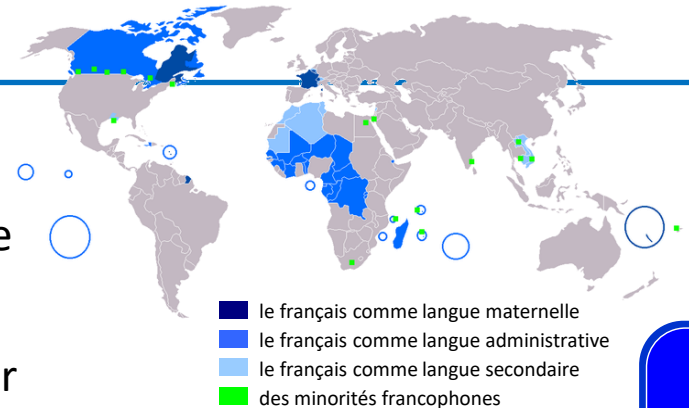 e
r
le français comme langue maternelle
le français comme langue administrative
le français comme langue secondaire
des minorités francophones